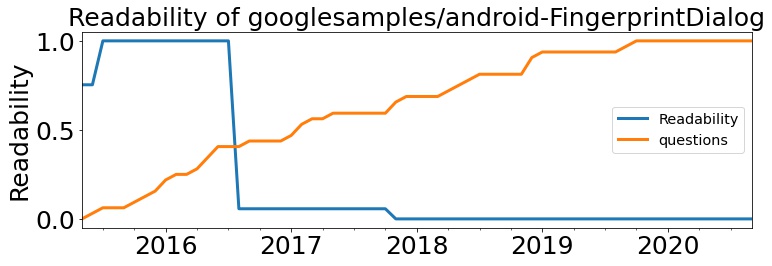 Readability of googlesamples/android-FingerprintDialog
1.0
0.5
0.0
Readability
Readability
questions
2016 2017 2018 2019 2020